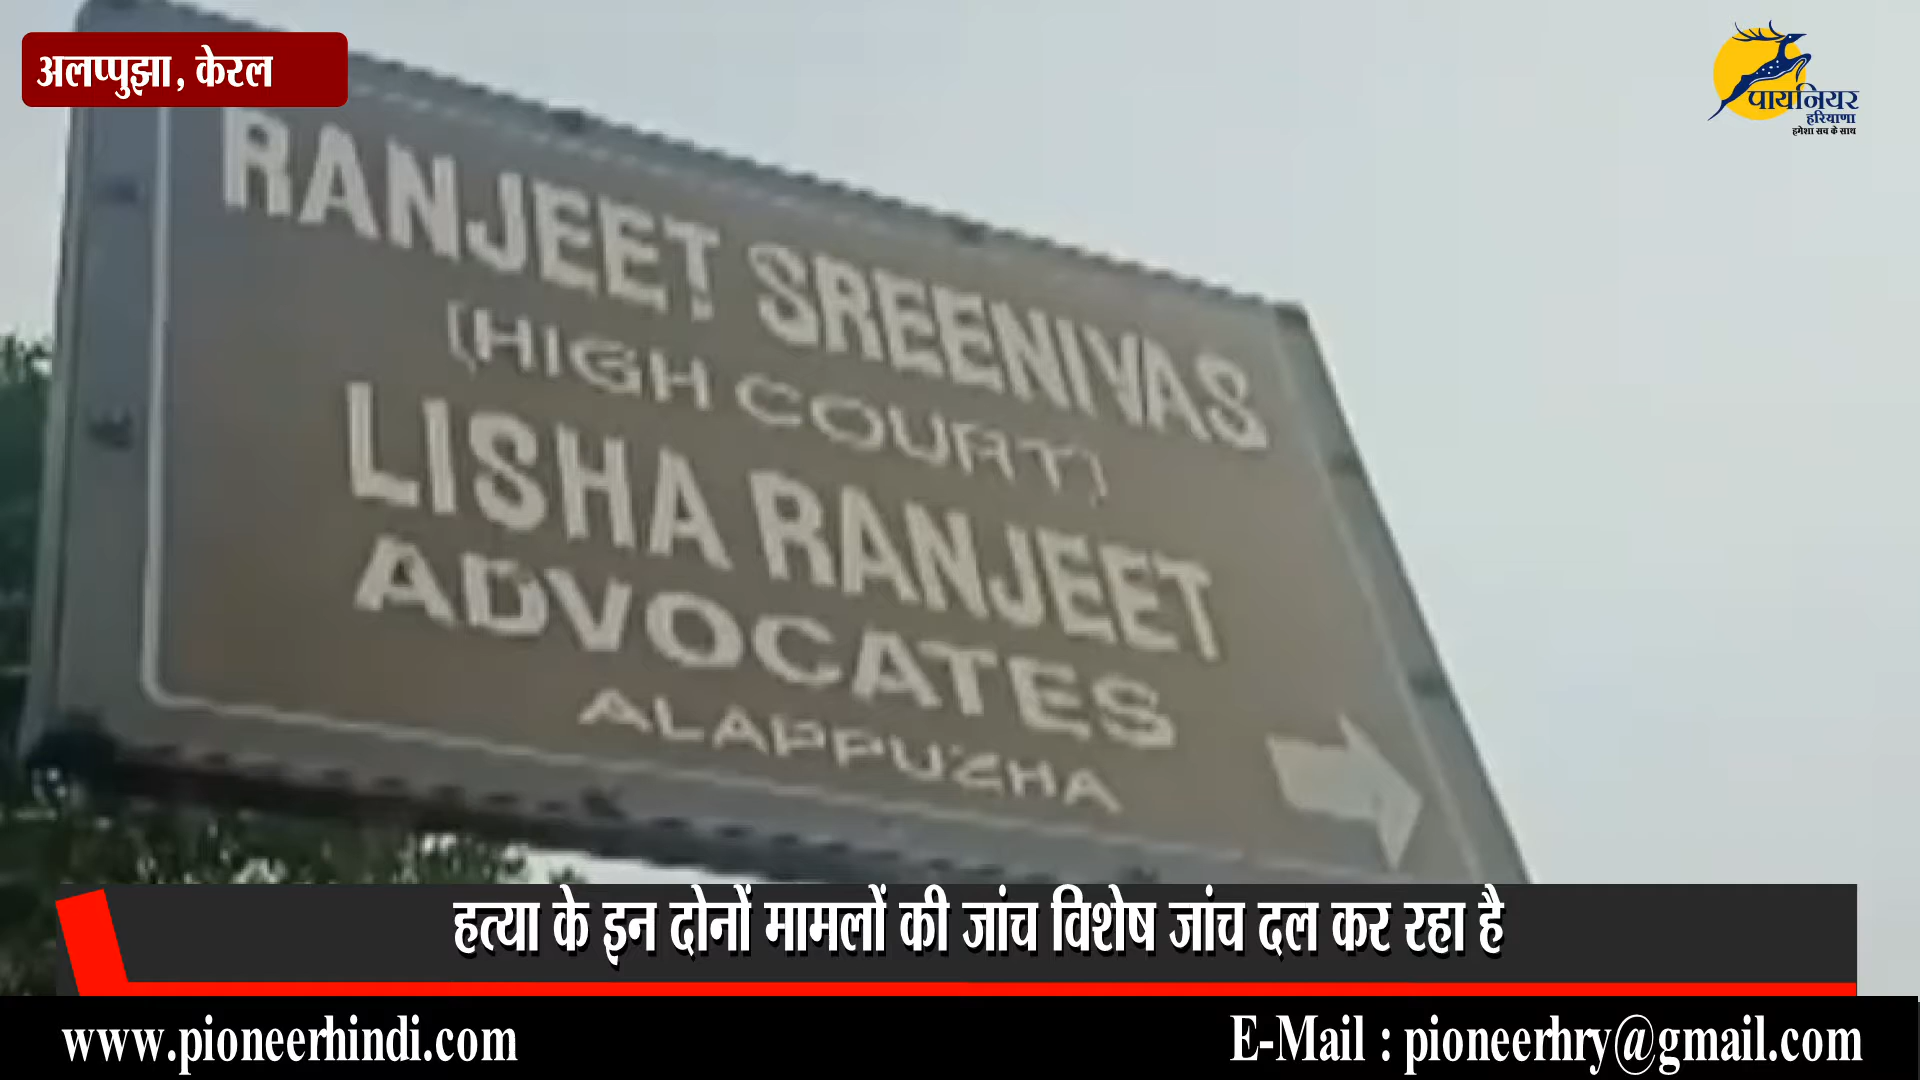 अलप्पुझा, केरल
पायनियर
हरियाणा
हमेशा सच के साथ
RANJEET SREENIVAS
(HIGH COURT)
LISHA RANJEET
ADVOCATES
ALAPPUZHA
हत्या के इन दोनों मामलों की जांच विशेष जांच दल कर रहा है
www.pioneerhindi.com
E-Mail : pioneerhry@gmail.com